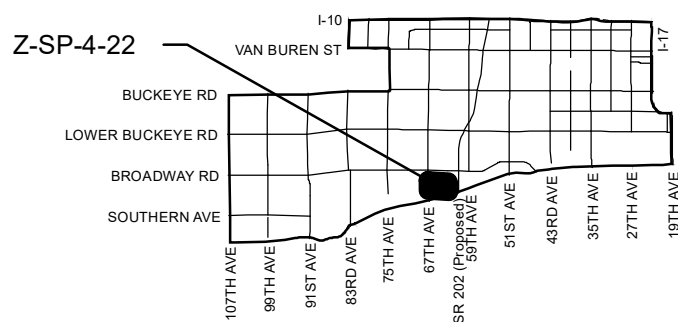 I-10
Z-SP-4-22
VAN BUREN ST
I-17
BUCKEYE RD
LOWER BUCKEYE RD
BROADWAY RD
SOUTHERN AVE
107TH AVE
99TH AVE
91ST AVE
83RD AVE
75TH AVE
67TH AVE
SR 202 (Proposed)
59TH AVE
51ST AVE
43RD AVE
35TH AVE
27TH AVE
19TH AVE